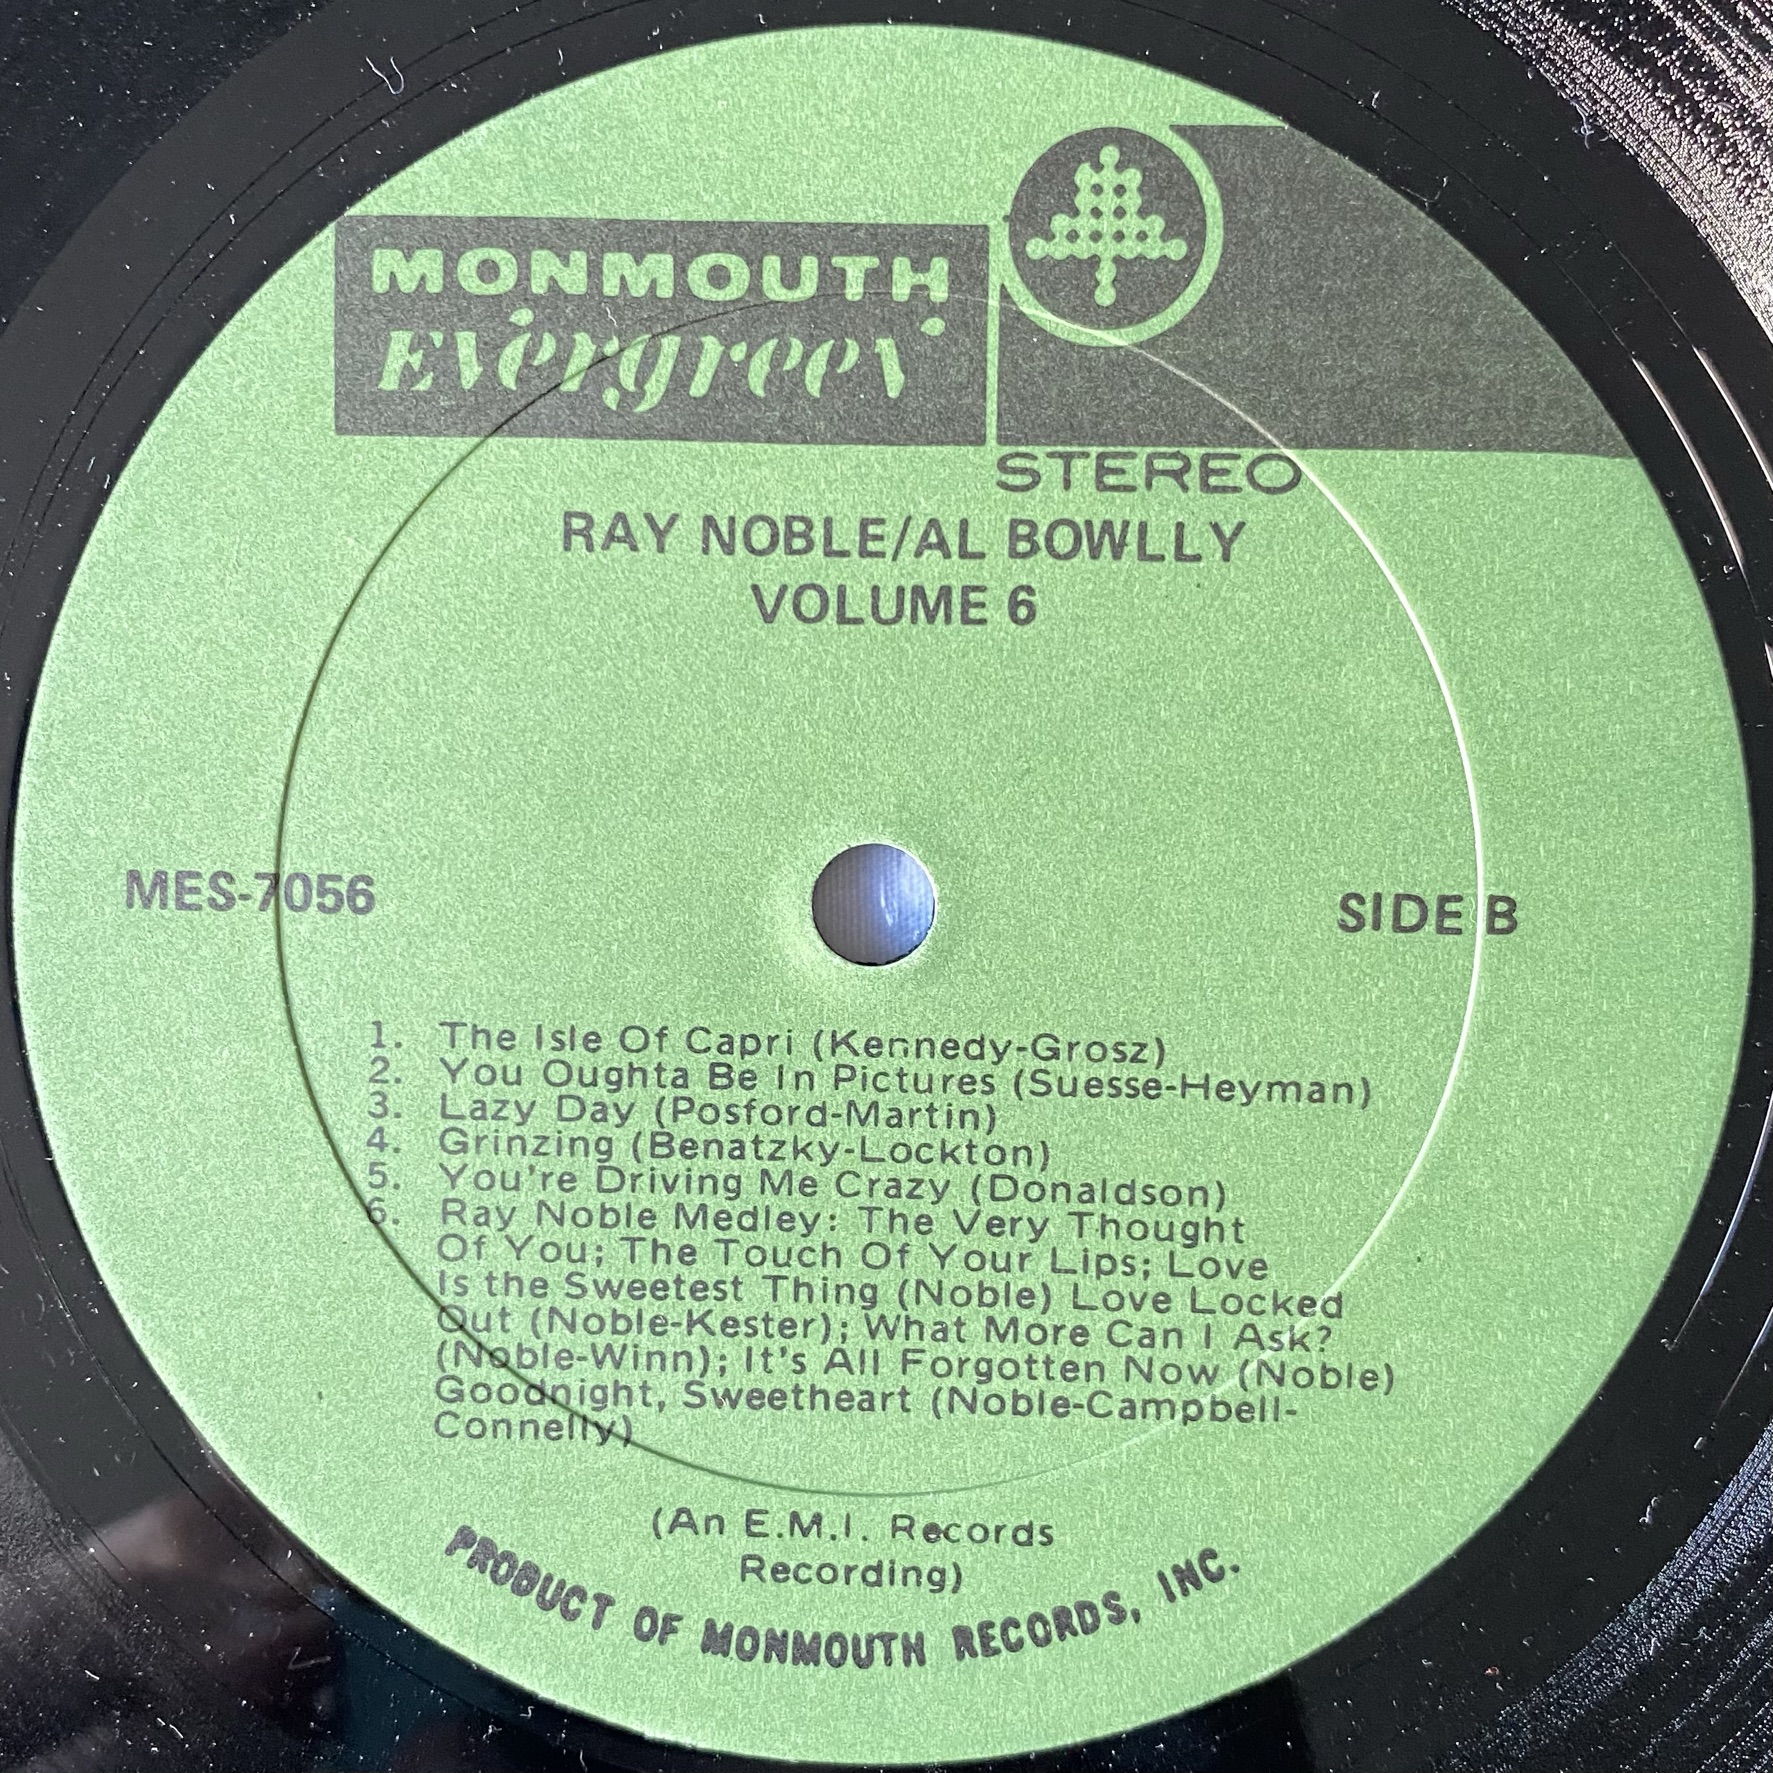 MONMOUTH
Evergreen
STEREO
RAY NOBLE/AL BOWLLY
VOLUME 6
MES-7056
SIDE B
1. The Isle Of Capri (Kennedy-Grosz)
2. You Oughta Be In Pictures (Suesse-Heyman)
3. Lazy Day (Posford-Martin)
4. Grinzing (Benatzky-Lockton)
5. You're Driving Me Crazy (Donaldson)
6. Ray Noble Medley: The Very Thought
Of You; The Touch Of Your Lips; Love
Is the Sweetest Thing (Noble) Love Locked
Out (Noble-Kester); What More Can I Ask?
(Noble-Winn); It's All Forgotten Now (Noble)
Goodnight, Sweetheart (Noble-Campbell-
Connelly)
(An E.M.I. Records
Recording)
PRODUCT OF MONMOUTH RECORDS, INC.